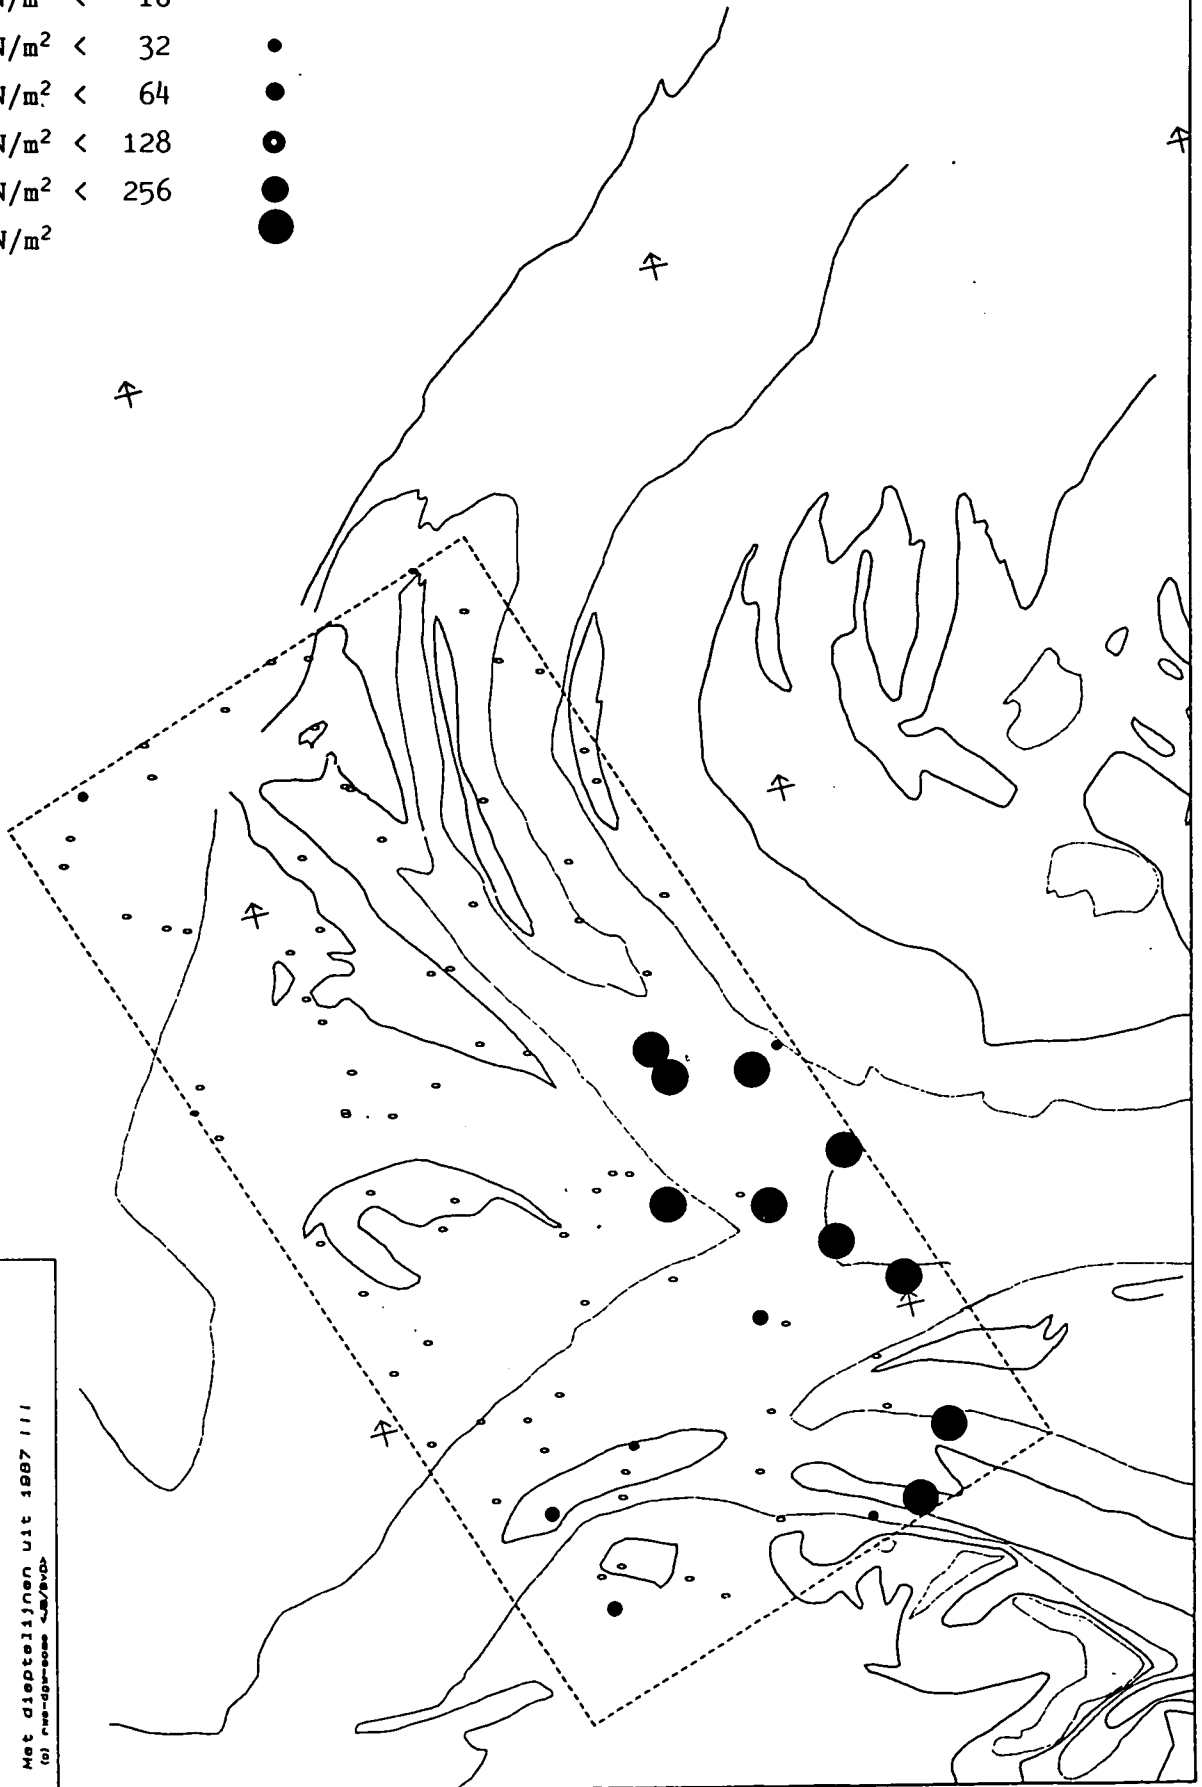 N/m² < 16
N/m² < 32
N/m² < 64
N/m² < 128
N/m² < 256
N/m²
Met dieptelijnen uit 1987 !!!